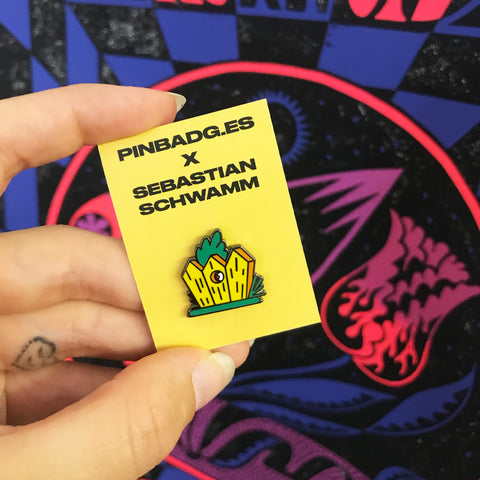 PINBADG.ES
X
SEBASTIAN
SCHWAMM